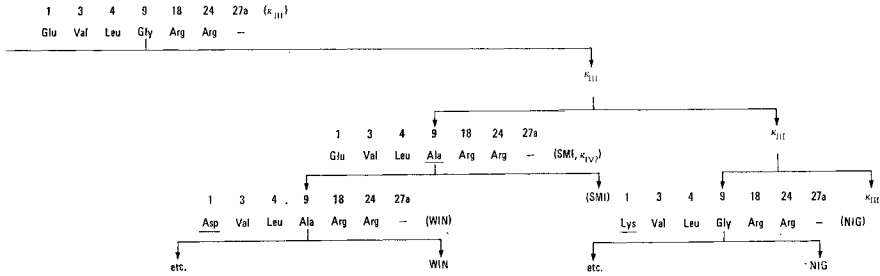 1 3 4 9 18 24 27a (κIII)
Glu Val Leu Gly Arg Arg –
κIII
κIII
1 3 4 9 18 24 27a
Glu Val Leu Ala Arg Arg – (SMI, κIV?)
(SMI)
κIII
1 3 4 9 18 24 27a
Asp Val Leu Ala Arg Arg – (WIN)
1 3 4 9 18 24 27a
Lys Val Leu Gly Arg Arg – (NIG)
etc.
WIN
etc.
NIG